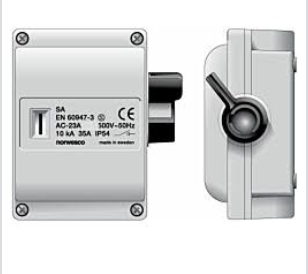 SA
EN 60947-3 Ⓢ CE
AC-23A 500V~50Hz
10 kA 35A IP54
norwesco made in sweden